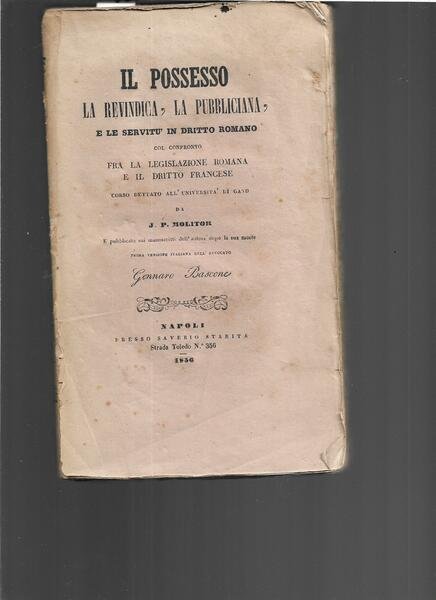 IL POSSESSO
LA REVINDICA, LA PUBBLICIANA,
E LE SERVITU' IN DRITTO ROMANO
COL CONFRONTO
FRA LA LEGISLAZIONE ROMANA
E IL DRITTO FRANCESE
CORSO DETTATO ALL'UNIVERSITA' DI GAND
DA
J. P. MOLITOR
E pubblicato sui manoscritti dell'autore dopo la sua morte
PRIMA VERSIONE ITALIANA DELL'AVVOCATO
Gennaro Bascone
NAPOLI
PRESSO SAVERIO STARITA
Strada Toledo N.º 356
1856